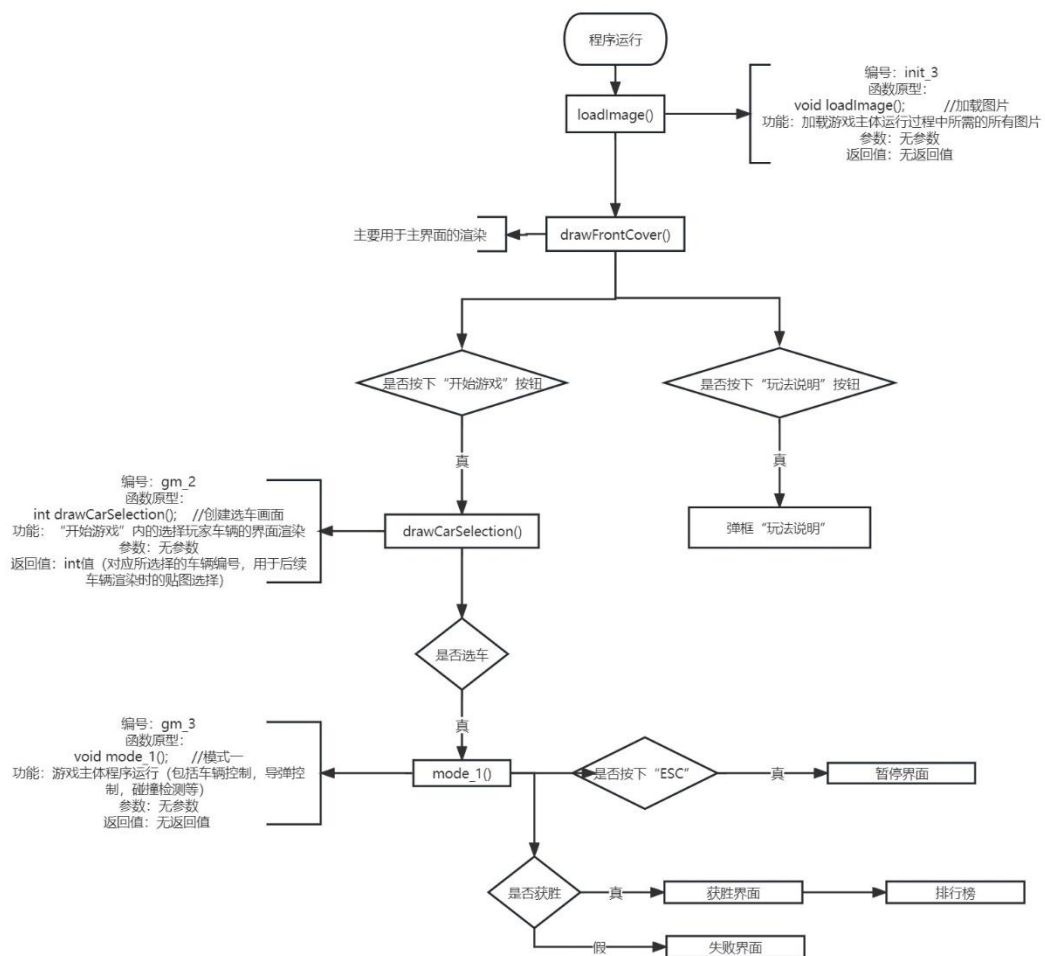 程序运行
loadImage()
编号：init_3
函数原型：
void loadImage(); //加载图片
功能：加载游戏主体运行过程中所需的所有图片
参数：无参数
返回值：无返回值
主要用于主界面的渲染
drawFrontCover()
是否按下“开始游戏”按钮
是否按下“玩法说明”按钮
真
真
编号：gm_2
函数原型：
int drawCarSelection(); //创建选车画面
功能：“开始游戏”内的选择玩家车辆的界面渲染
参数：无参数
返回值：int值（对应所选择的车辆编号，用于后续
车辆渲染时的贴图选择）
drawCarSelection()
弹框“玩法说明”
是否选车
真
编号：gm_3
函数原型：
void mode_1(); //模式一
功能：游戏主体程序运行（包括车辆控制，导弹控
制，碰撞检测等）
参数：无参数
返回值：无返回值
mode_1()
是否按下“ESC”
真
暂停界面
是否获胜
真
获胜界面
排行榜
假
失败界面